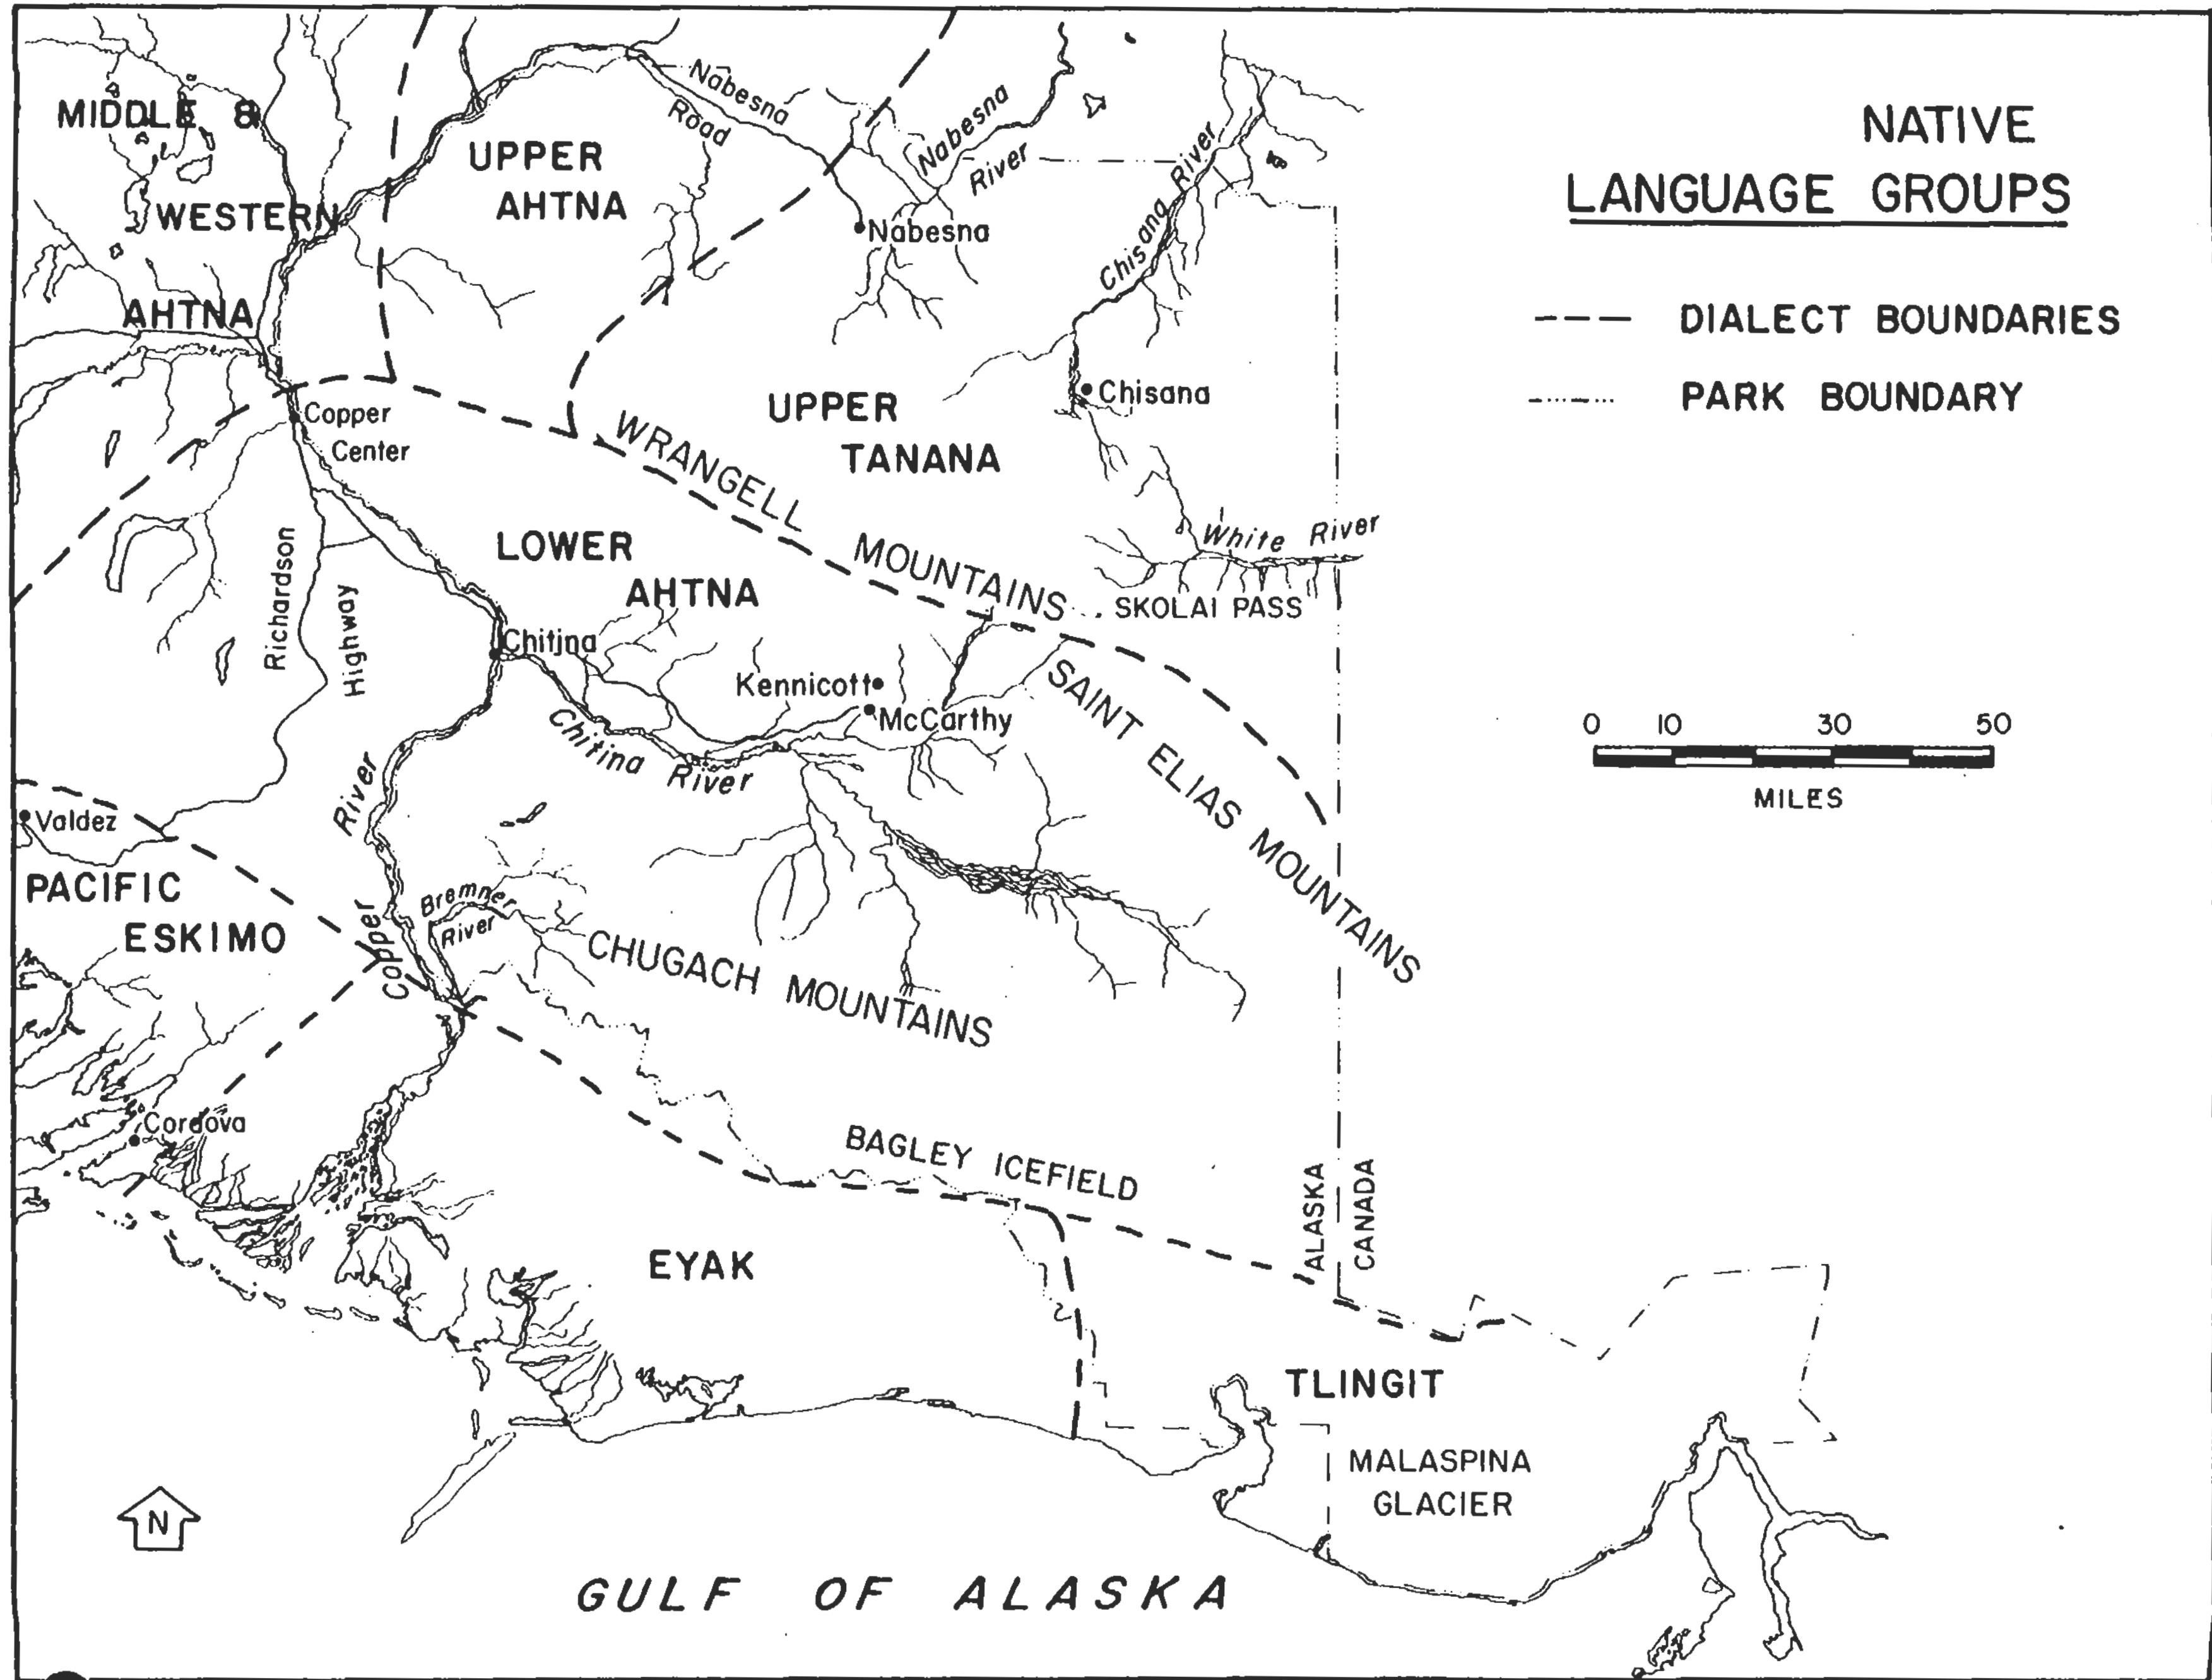 NATIVE
LANGUAGE GROUPS
DIALECT BOUNDARIES
PARK BOUNDARY
0 10 30 50
MILES
MIDDLE &
WESTERN
AHTNA
UPPER
AHTNA
Nabesna
Road
Nabesna
River
Nabesna
Chisana River
Chisana
UPPER
TANANA
Copper
Center
WRANGELL
MOUNTAINS
White River
SKOLAI PASS
LOWER
AHTNA
Richardson
Highway
Chitina
Kennicott
McCarthy
Chitina River
SAINT ELIAS MOUNTAINS
Valdez
Copper River
PACIFIC
ESKIMO
Bremner
River
CHUGACH MOUNTAINS
Cordova
BAGLEY ICEFIELD
ALASKA
CANADA
EYAK
TLINGIT
MALASPINA
GLACIER
N
GULF OF ALASKA